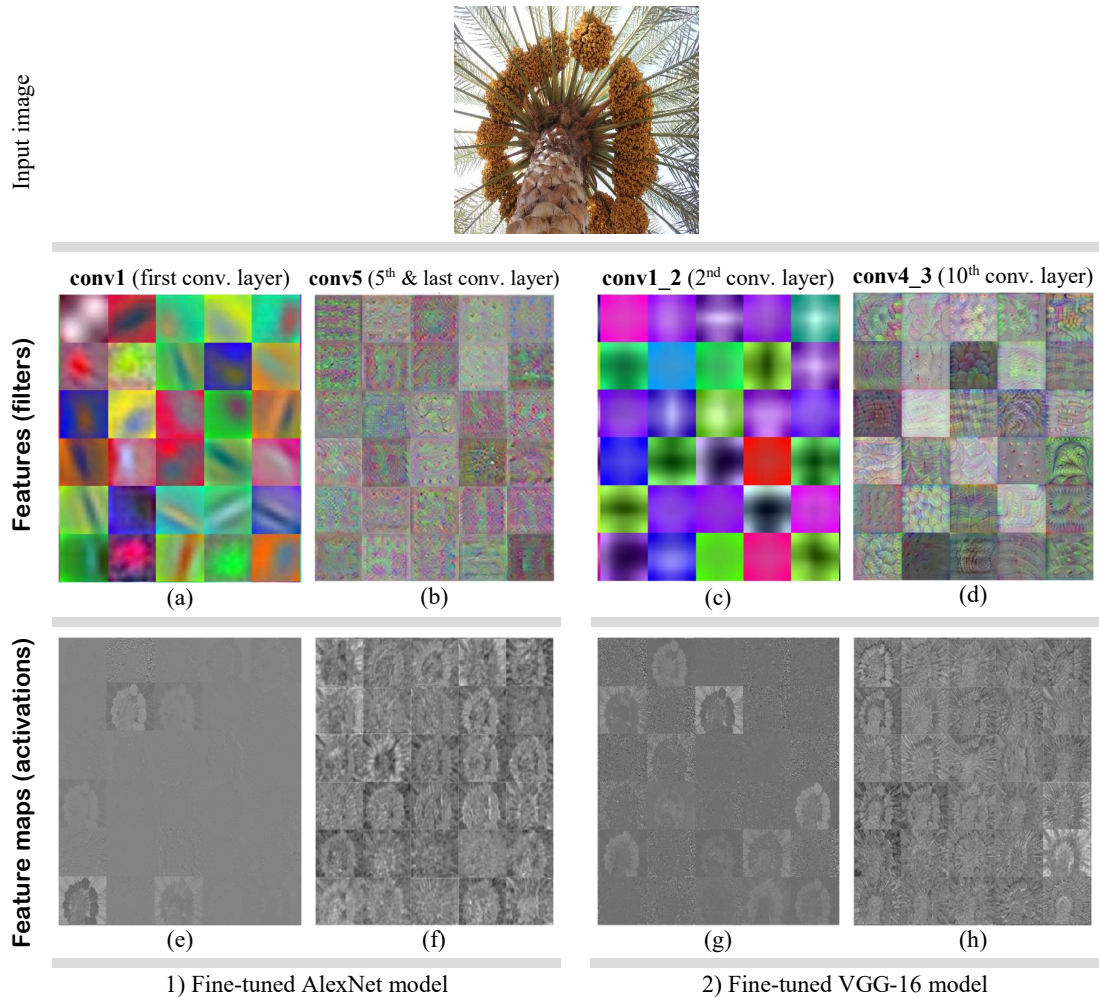 Input image
conv1 (first conv. layer)
conv5 (5th & last conv. layer)
conv1_2 (2nd conv. layer)
conv4_3 (10th conv. layer)
Features (filters)
(a)
(b)
(c)
(d)
Feature maps (activations)
(e)
(f)
(g)
(h)
1) Fine-tuned AlexNet model
2) Fine-tuned VGG-16 model